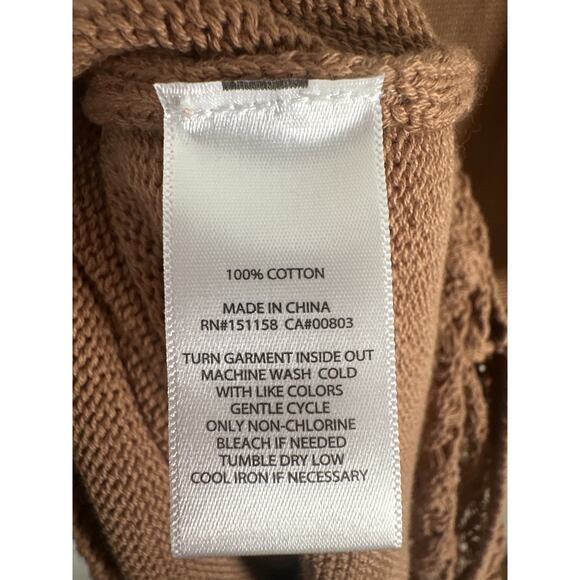 100% COTTON
MADE IN CHINA
RN#151158 CA#00803
TURN GARMENT INSIDE OUT
MACHINE WASH COLD
WITH LIKE COLORS
GENTLE CYCLE
ONLY NON-CHLORINE
BLEACH IF NEEDED
TUMBLE DRY LOW
COOL IRON IF NECESSARY